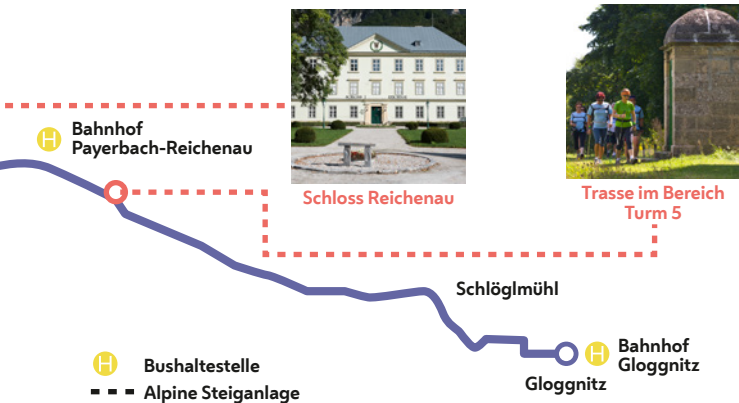 Bahnhof
Payerbach-Reichenau
H
Schloss Reichenau
Trasse im Bereich
Turm 5
Schlöglmühl
H
Bahnhof
Gloggnitz
Gloggnitz
H
Bushaltestelle
Alpine Steiganlage